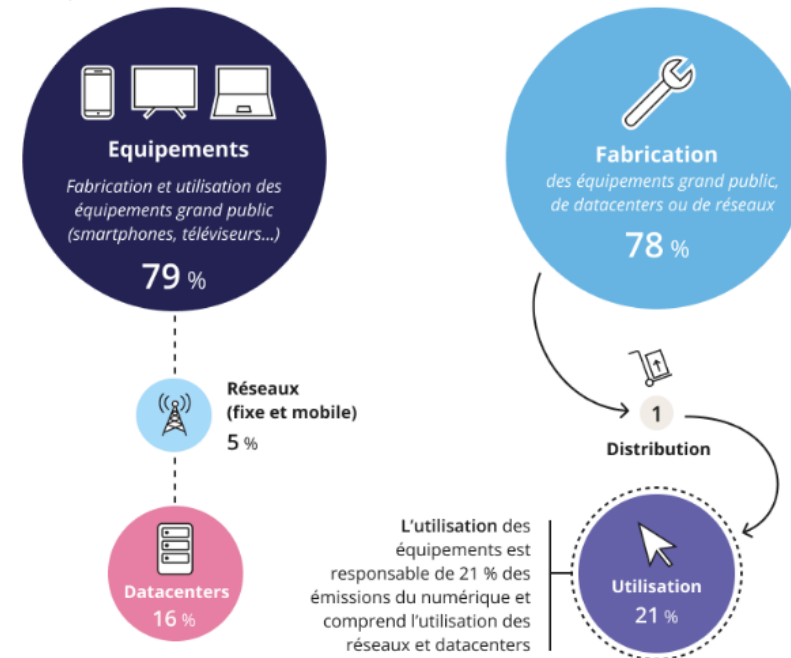 Equipements
Fabrication et utilisation des
équipements grand public
(smartphones, téléviseurs...)
79 %
Réseaux
(fixe et mobile)
5 %
Datacenters
16 %
Fabrication
des équipements grand public,
de datacenters ou de réseaux
78 %
1
Distribution
L'utilisation des
équipements est
responsable de 21 % des
émissions du numérique et
comprend l'utilisation des
réseaux et datacenters
Utilisation
21 %